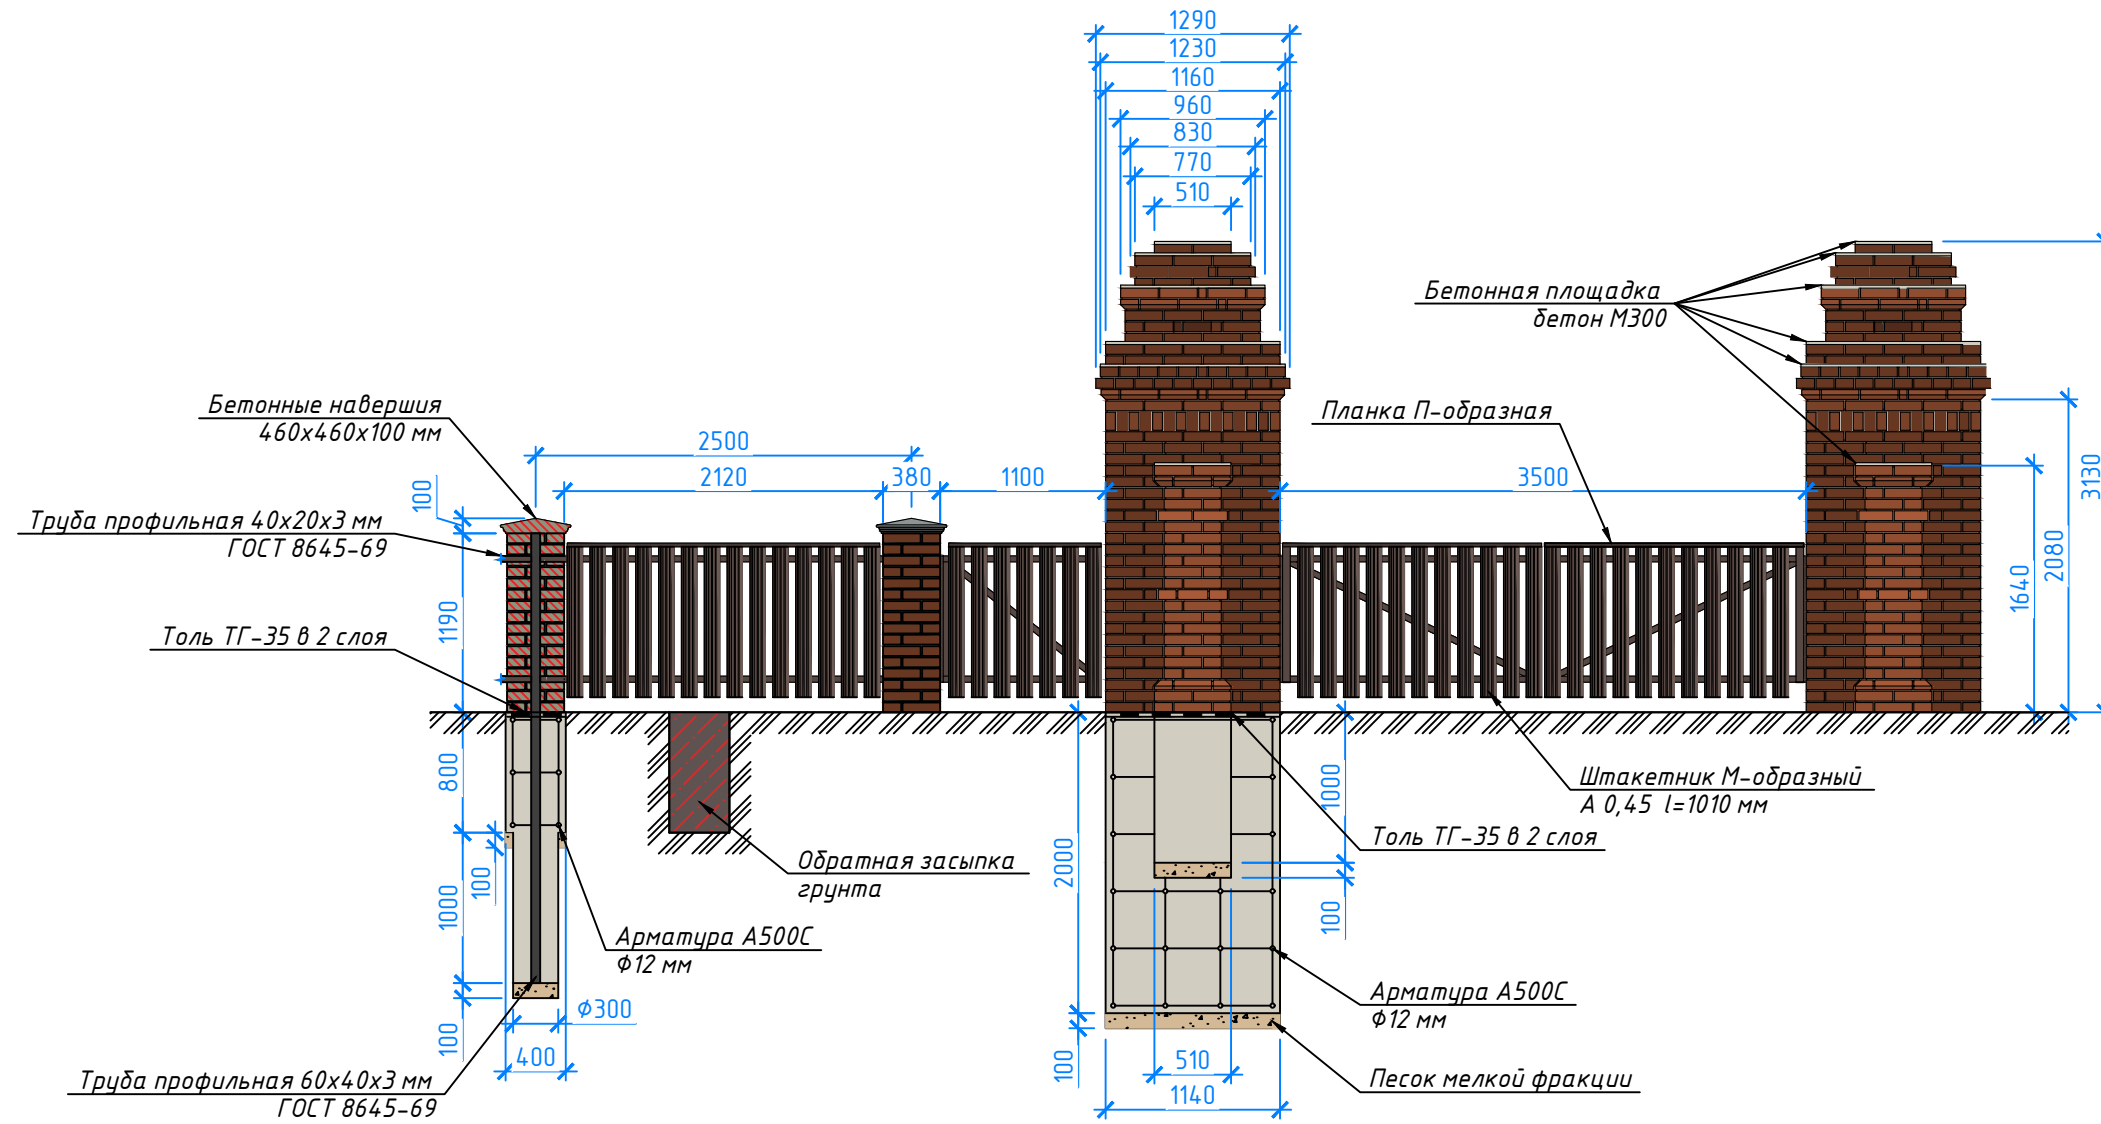 1290
1230
1160
960
830
770
510
Бетонная площадка
бетон М300
Бетонные навершия
460х460х100 мм
Планка П-образная
2500
2120
380
1100
3500
100
Труба профильная 40х20х3 мм
ГОСТ 8645-69
1190
Толь ТГ-35 в 2 слоя
3130
2080
1640
800
100
1000
100
Обратная засыпка
грунта
Арматура А500С
Ф12 мм
Ф300
400
Труба профильная 60х40х3 мм
ГОСТ 8645-69
2000
100
1000
100
Штакетник М-образный
А 0,45 l=1010 мм
Толь ТГ-35 в 2 слоя
Арматура А500С
Ф12 мм
Песок мелкой фракции
510
1140